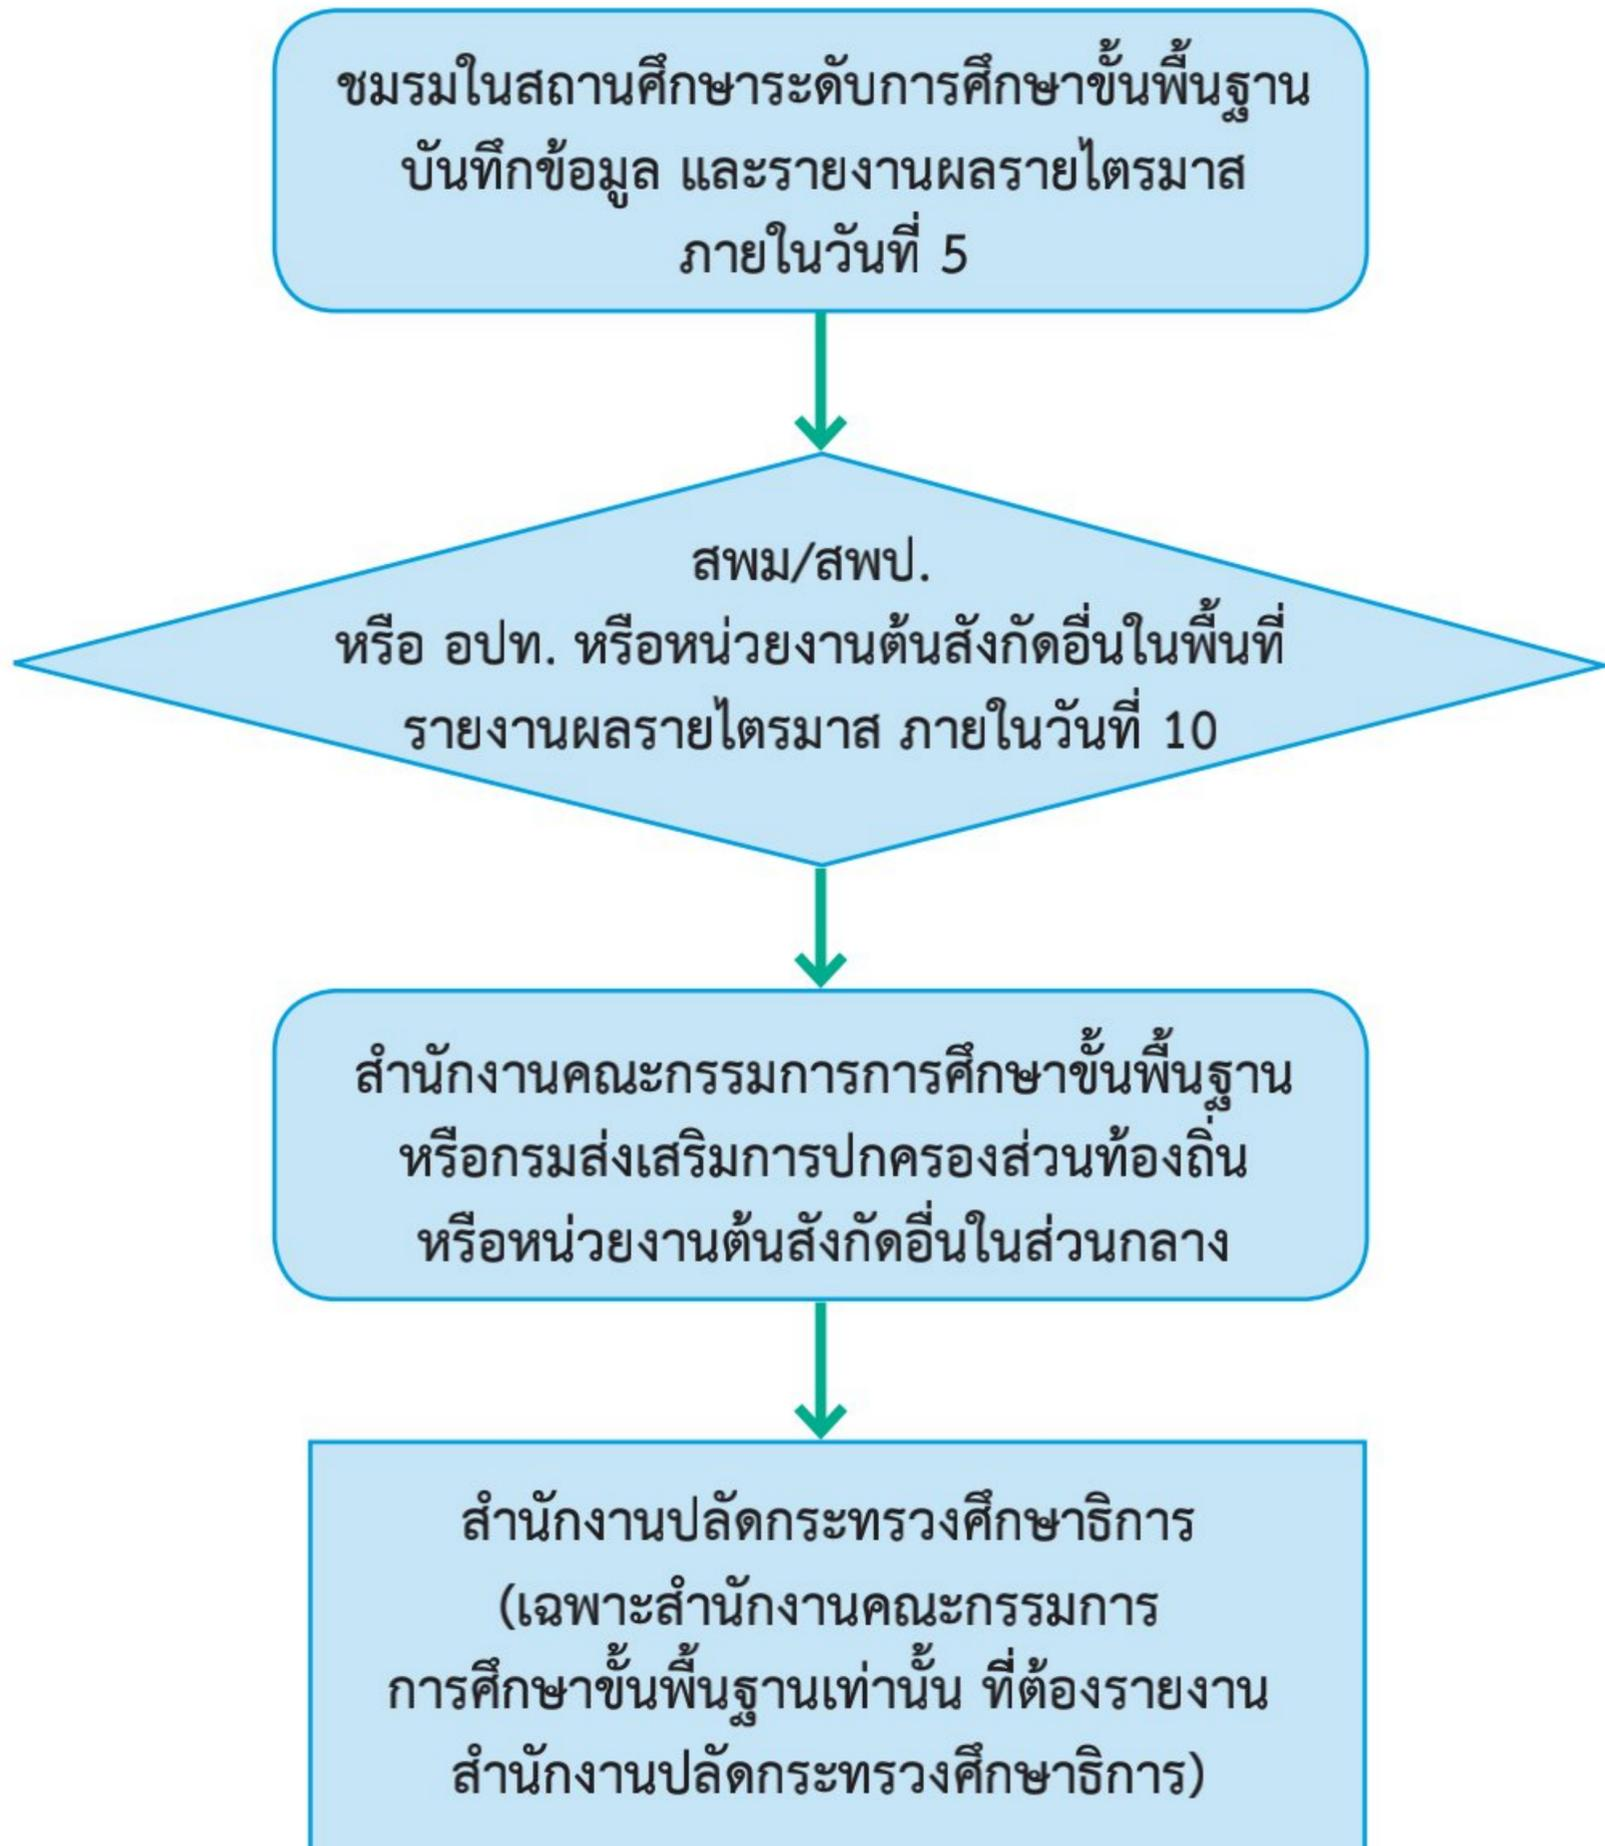 ชมรมในสถานศึกษาระดับการศึกษาขั้นพื้นฐาน
บันทึกข้อมูล และรายงานผลรายไตรมาส
ภายในวันที่ 5
สพม/สพป.
หรือ อปท. หรือหน่วยงานต้นสังกัดอื่นในพื้นที่
รายงานผลรายไตรมาส ภายในวันที่ 10
สำนักงานคณะกรรมการการศึกษาขั้นพื้นฐาน
หรือกรมส่งเสริมการปกครองส่วนท้องถิ่น
หรือหน่วยงานต้นสังกัดอื่นในส่วนกลาง
สำนักงานปลัดกระทรวงศึกษาธิการ
(เฉพาะสำนักงานคณะกรรมการ
การศึกษาขั้นพื้นฐานเท่านั้น ที่ต้องรายงาน
สำนักงานปลัดกระทรวงศึกษาธิการ)